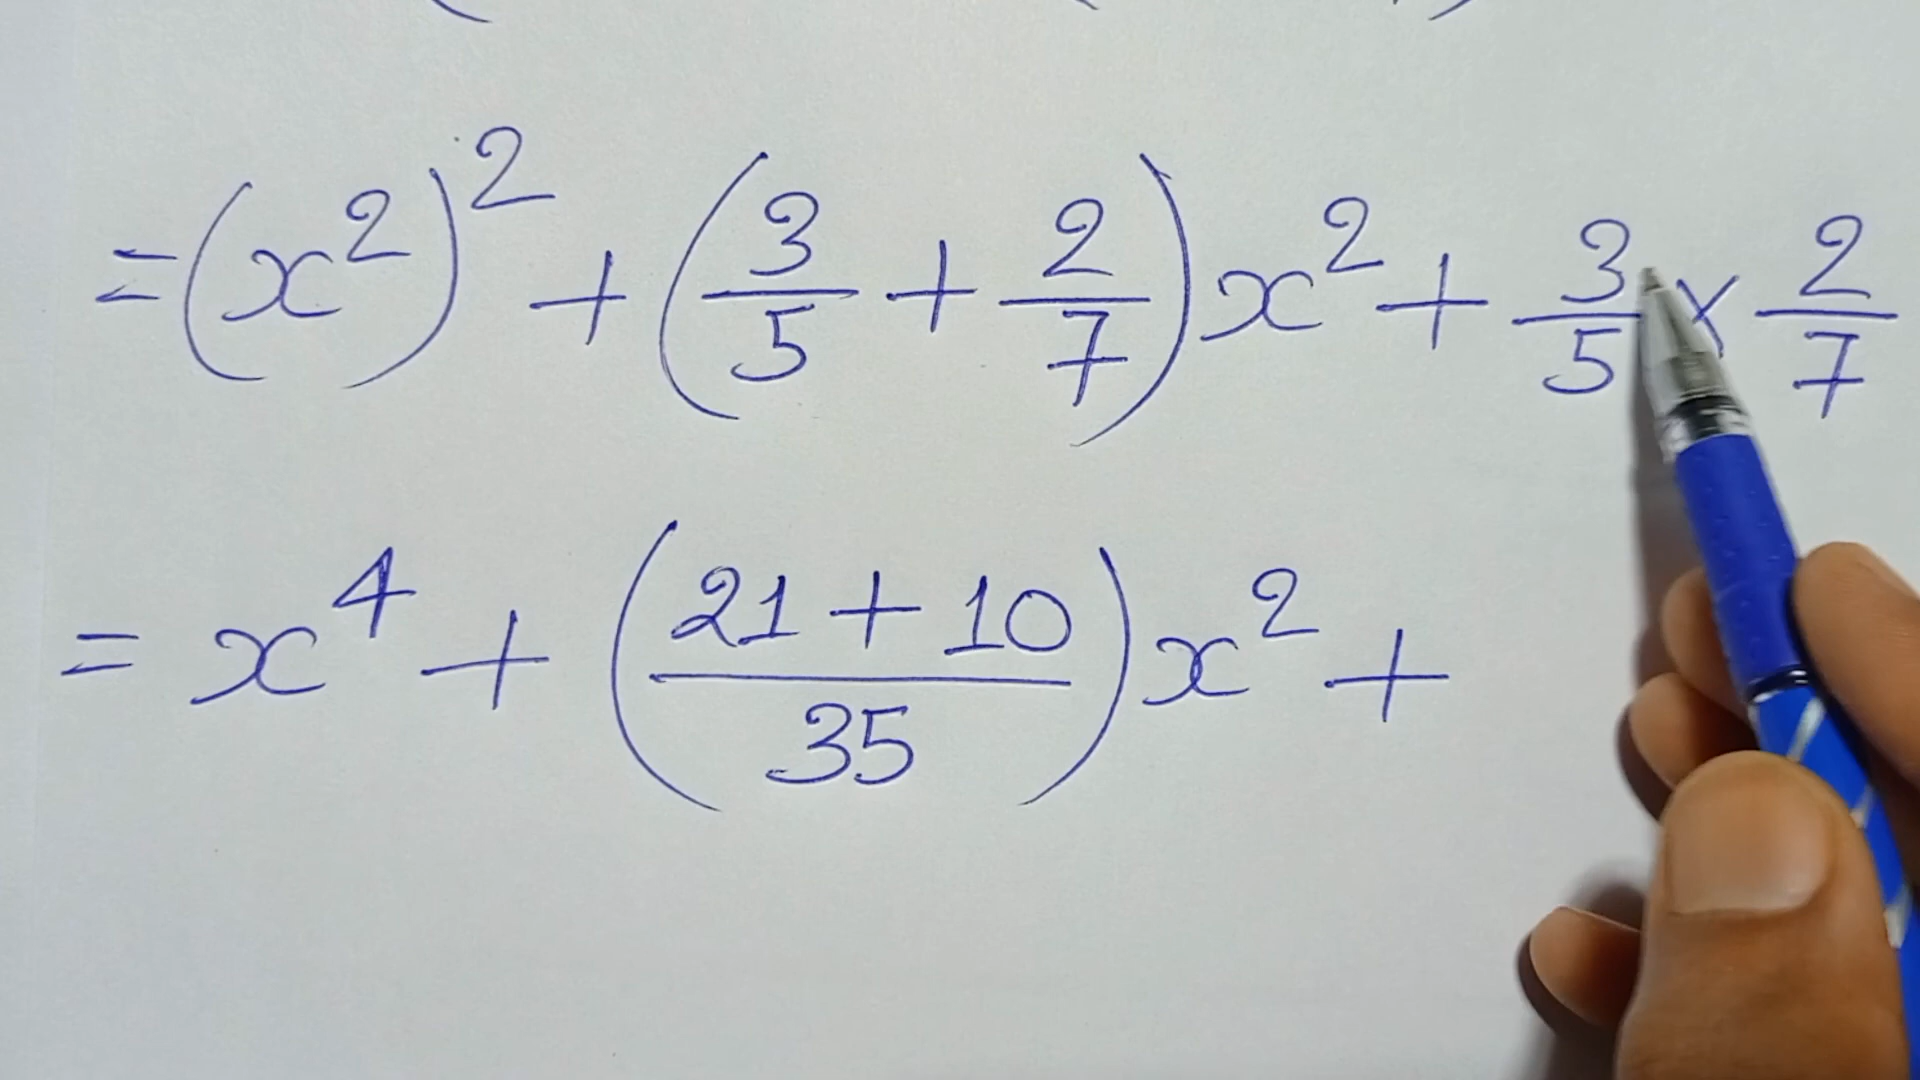 = (x²)² + (3/5 + 2/7) x² + 3/5 × 2/7
= x⁴ + (21 + 10 / 35) x² +